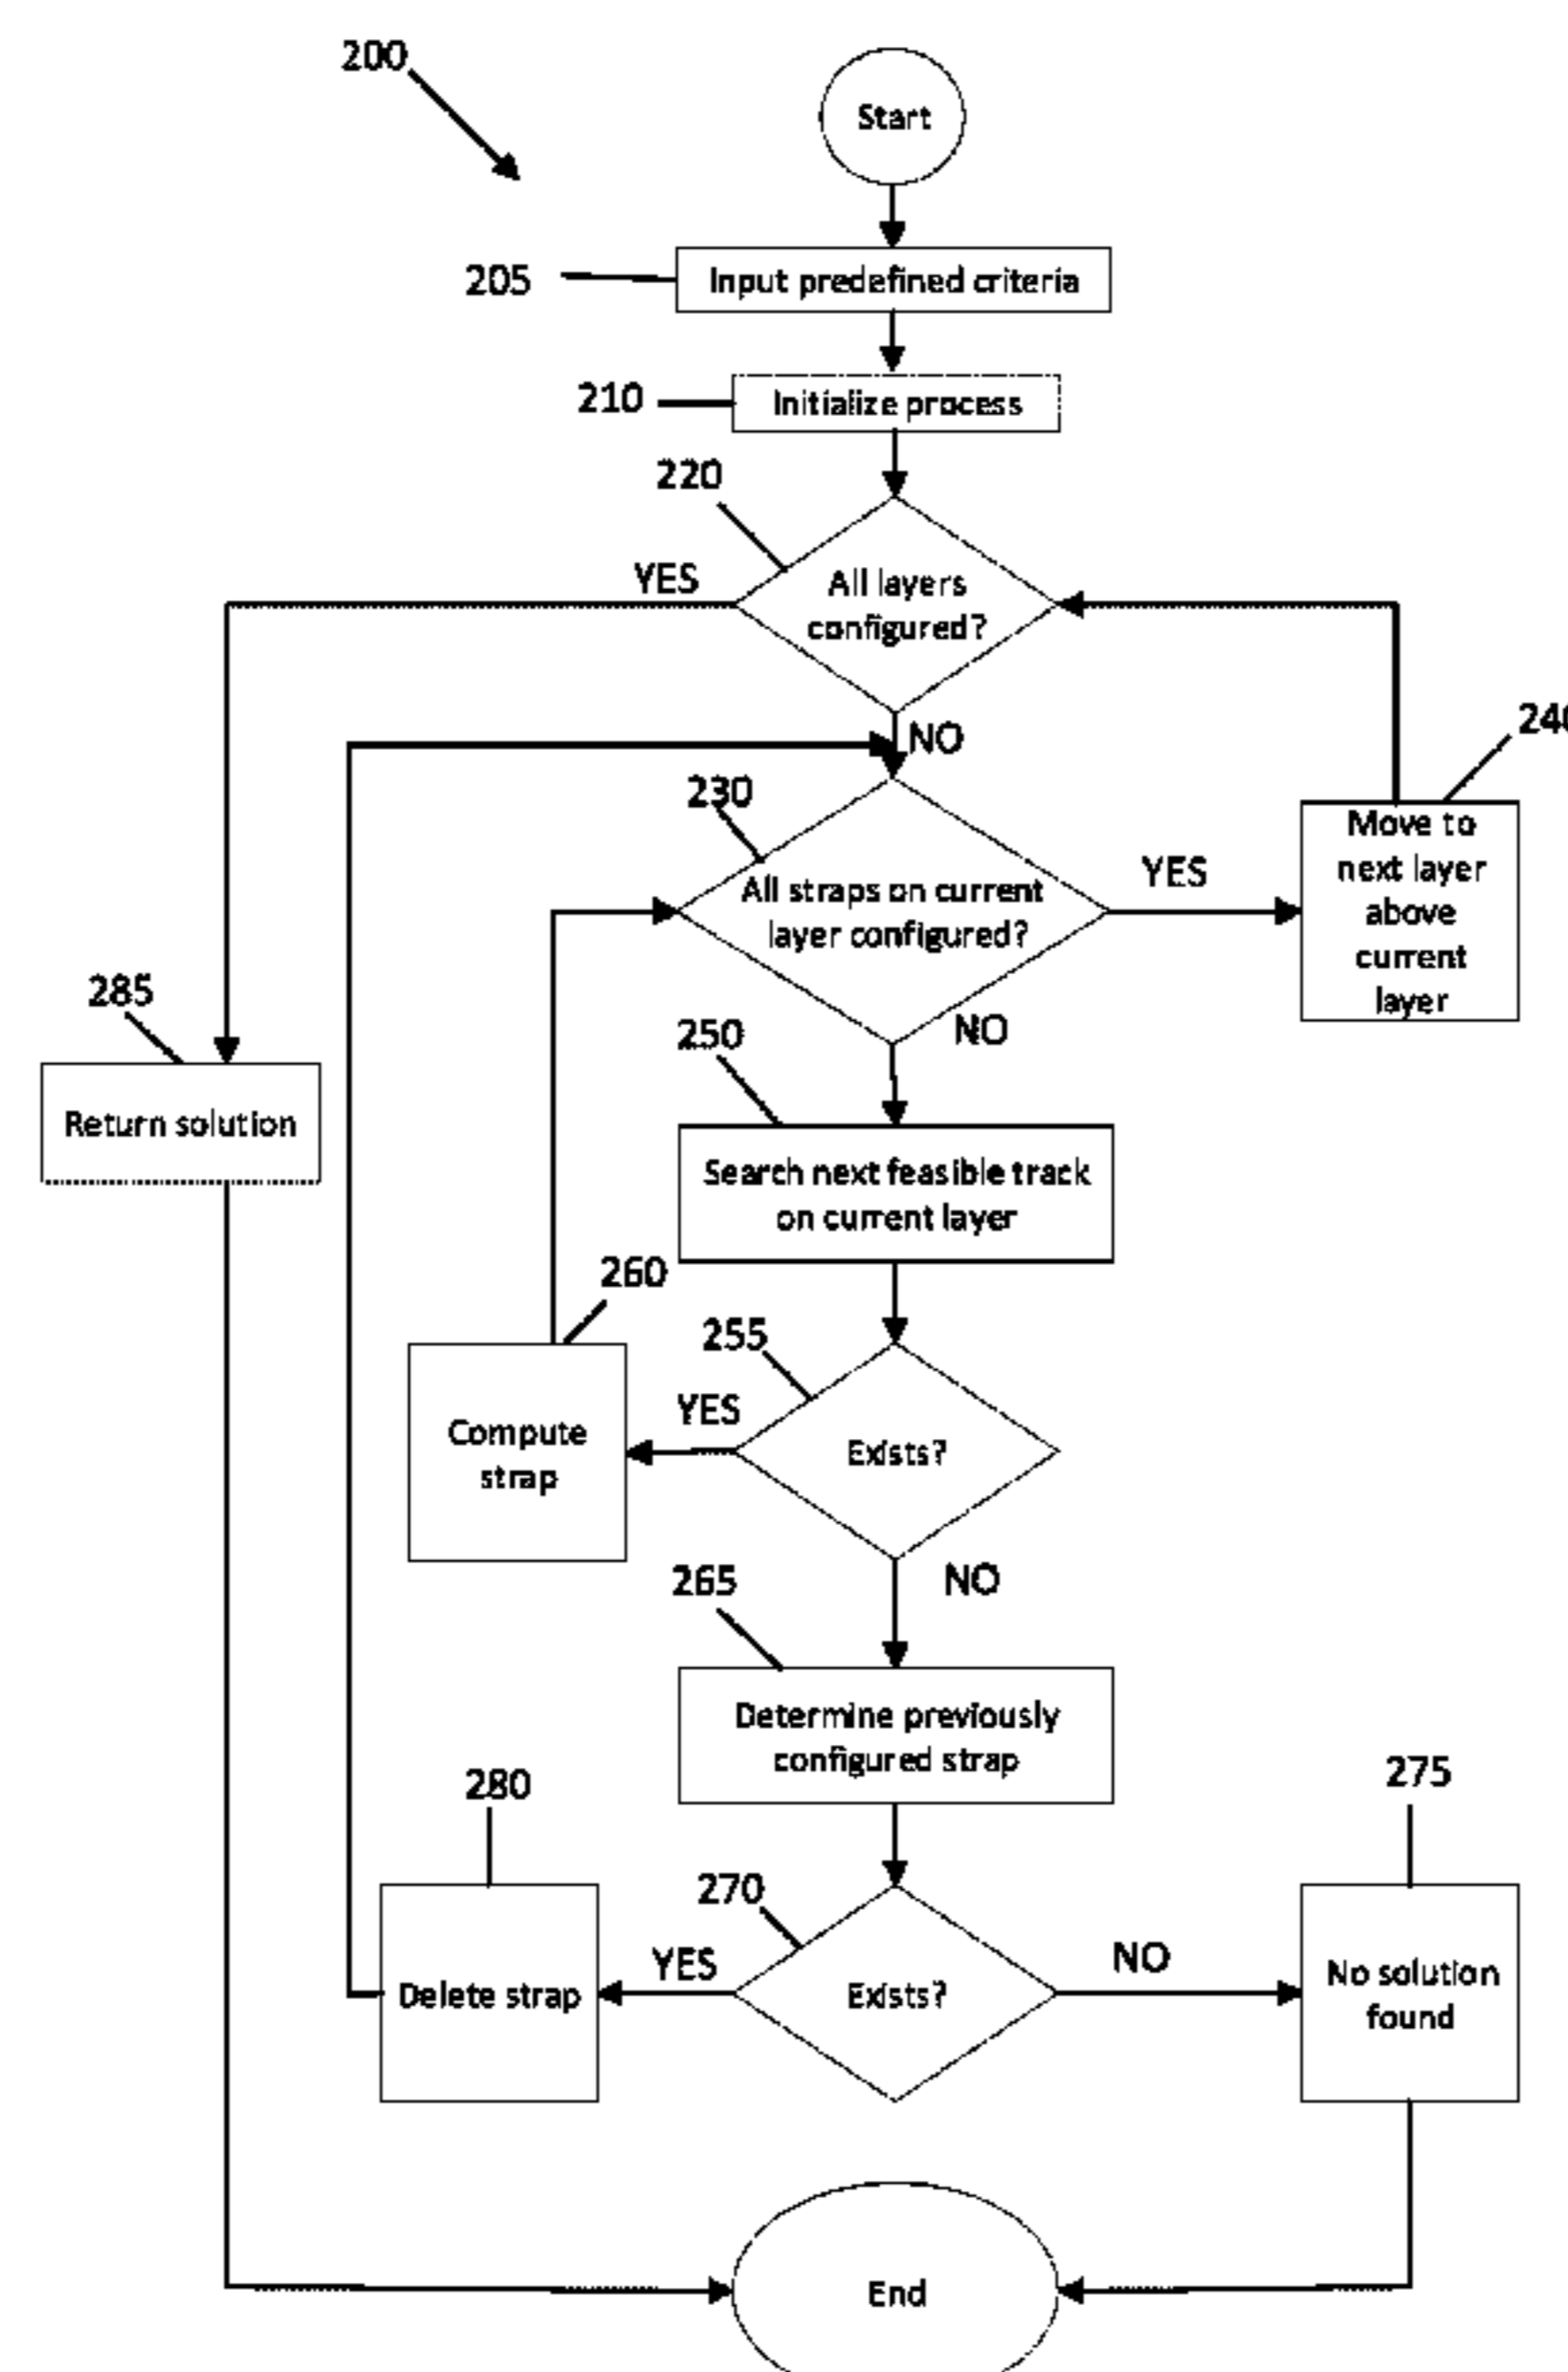 200
Start
205
Input predefined criteria
210
Initialize process
220
YES
All layers
configured?
NO
230
All straps on current
layer configured?
YES
Move to
next layer
above
current
layer
NO
285
Return solution
250
Search next feasible track
on current layer
260
255
YES
Compute
strap
Exists?
NO
265
Determine previously
configured strap
280
275
270
YES
NO
Delete strap
Exists?
No solution
found
End